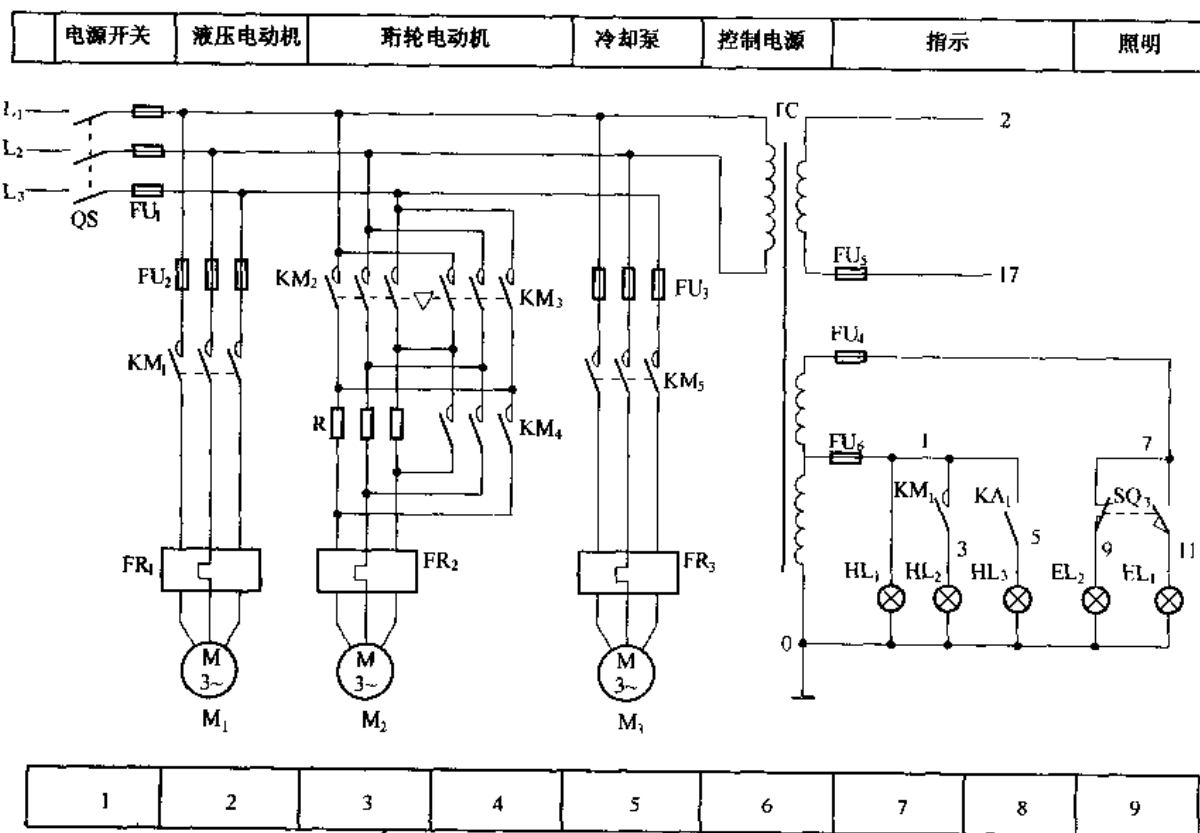 电源开关 液压电动机 珩轮电动机 冷却泵 控制电源 指示 照明
L₁ TC 2
L₂
L₃
QS FU₁
FU₂ KM₂ KM₃ FU₃ FU₅ 17
KM₁ KM₅ FU₄
R KM₄
FU₆ 1 7
KM₁ KA₁ SQ₃
3 5 9 11
FR₁ FR₂ FR₃ HL₁ HL₂ HL₃ EL₂ EL₁
0
M 3~ M 3~ M 3~
M₁ M₂ M₃
1 2 3 4 5 6 7 8 9